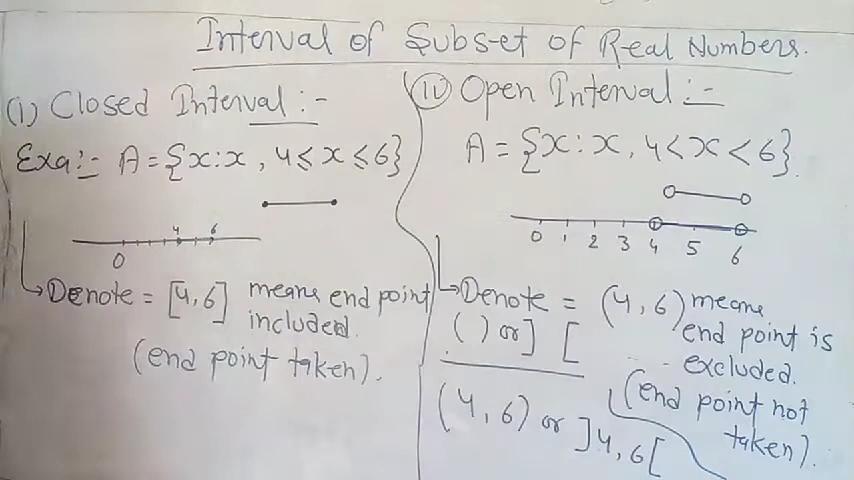 Interval of Subset of Real Numbers.
(i) Closed Interval :-
Exa:- A = {x : x , 4 ≤ x ≤ 6}
4 6
0
Denote = [4,6] means end point
included.
(end point taken).
(ii) Open Interval :-
A = {x : x, 4 < x < 6}.
0 1 2 3 4 5 6
Denote = (4,6) means
end point is
excluded.
(end point not
taken).
( ) or ] [
(4,6) or ]4,6[